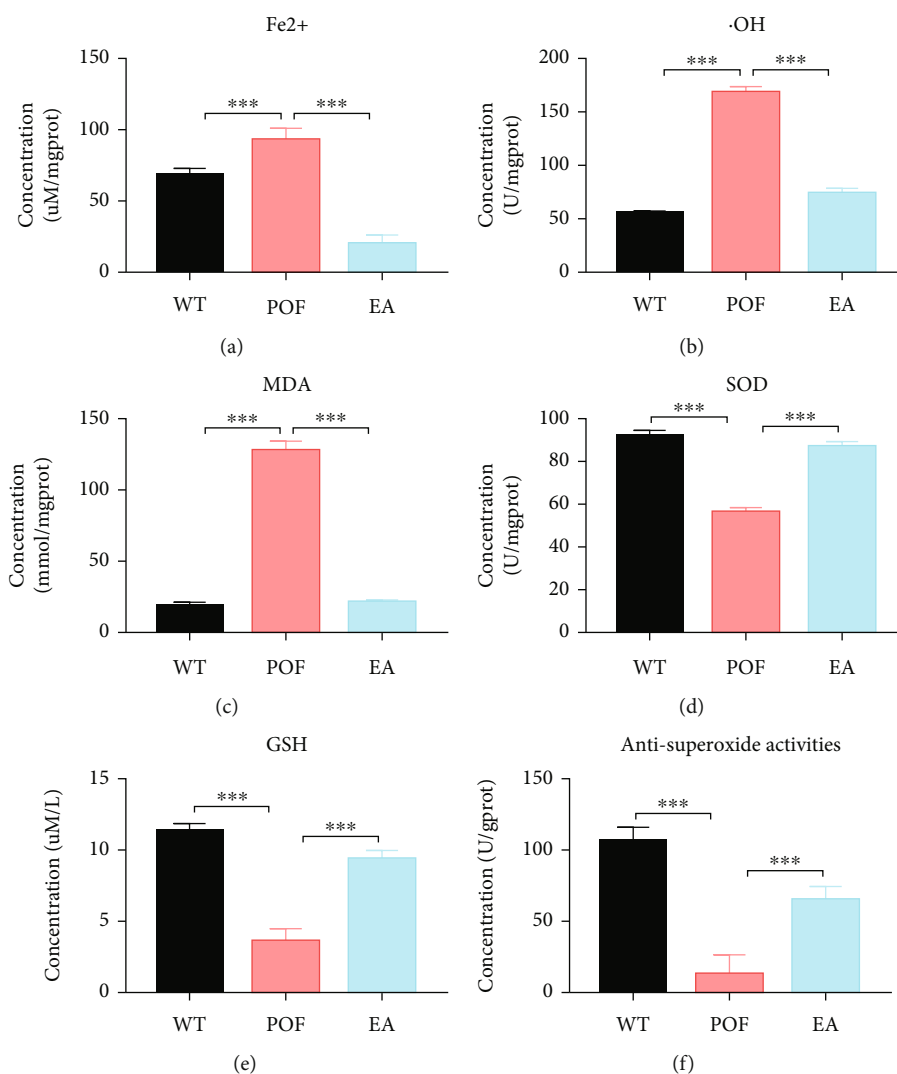 Fe2+
Concentration
(uM/mgprot)
150
100
50
0
***
***
WT
POF
EA
(a)
·OH
Concentration
(U/mgprot)
200
150
100
50
0
***
***
WT
POF
EA
(b)
MDA
Concentration
(mmol/mgprot)
150
100
50
0
***
***
WT
POF
EA
(c)
SOD
Concentration
(U/mgprot)
100
80
60
40
20
0
***
***
WT
POF
EA
(d)
GSH
Concentration (uM/L)
15
10
5
0
***
***
WT
POF
EA
(e)
Anti-superoxide activities
Concentration (U/gprot)
150
100
50
0
***
***
WT
POF
EA
(f)